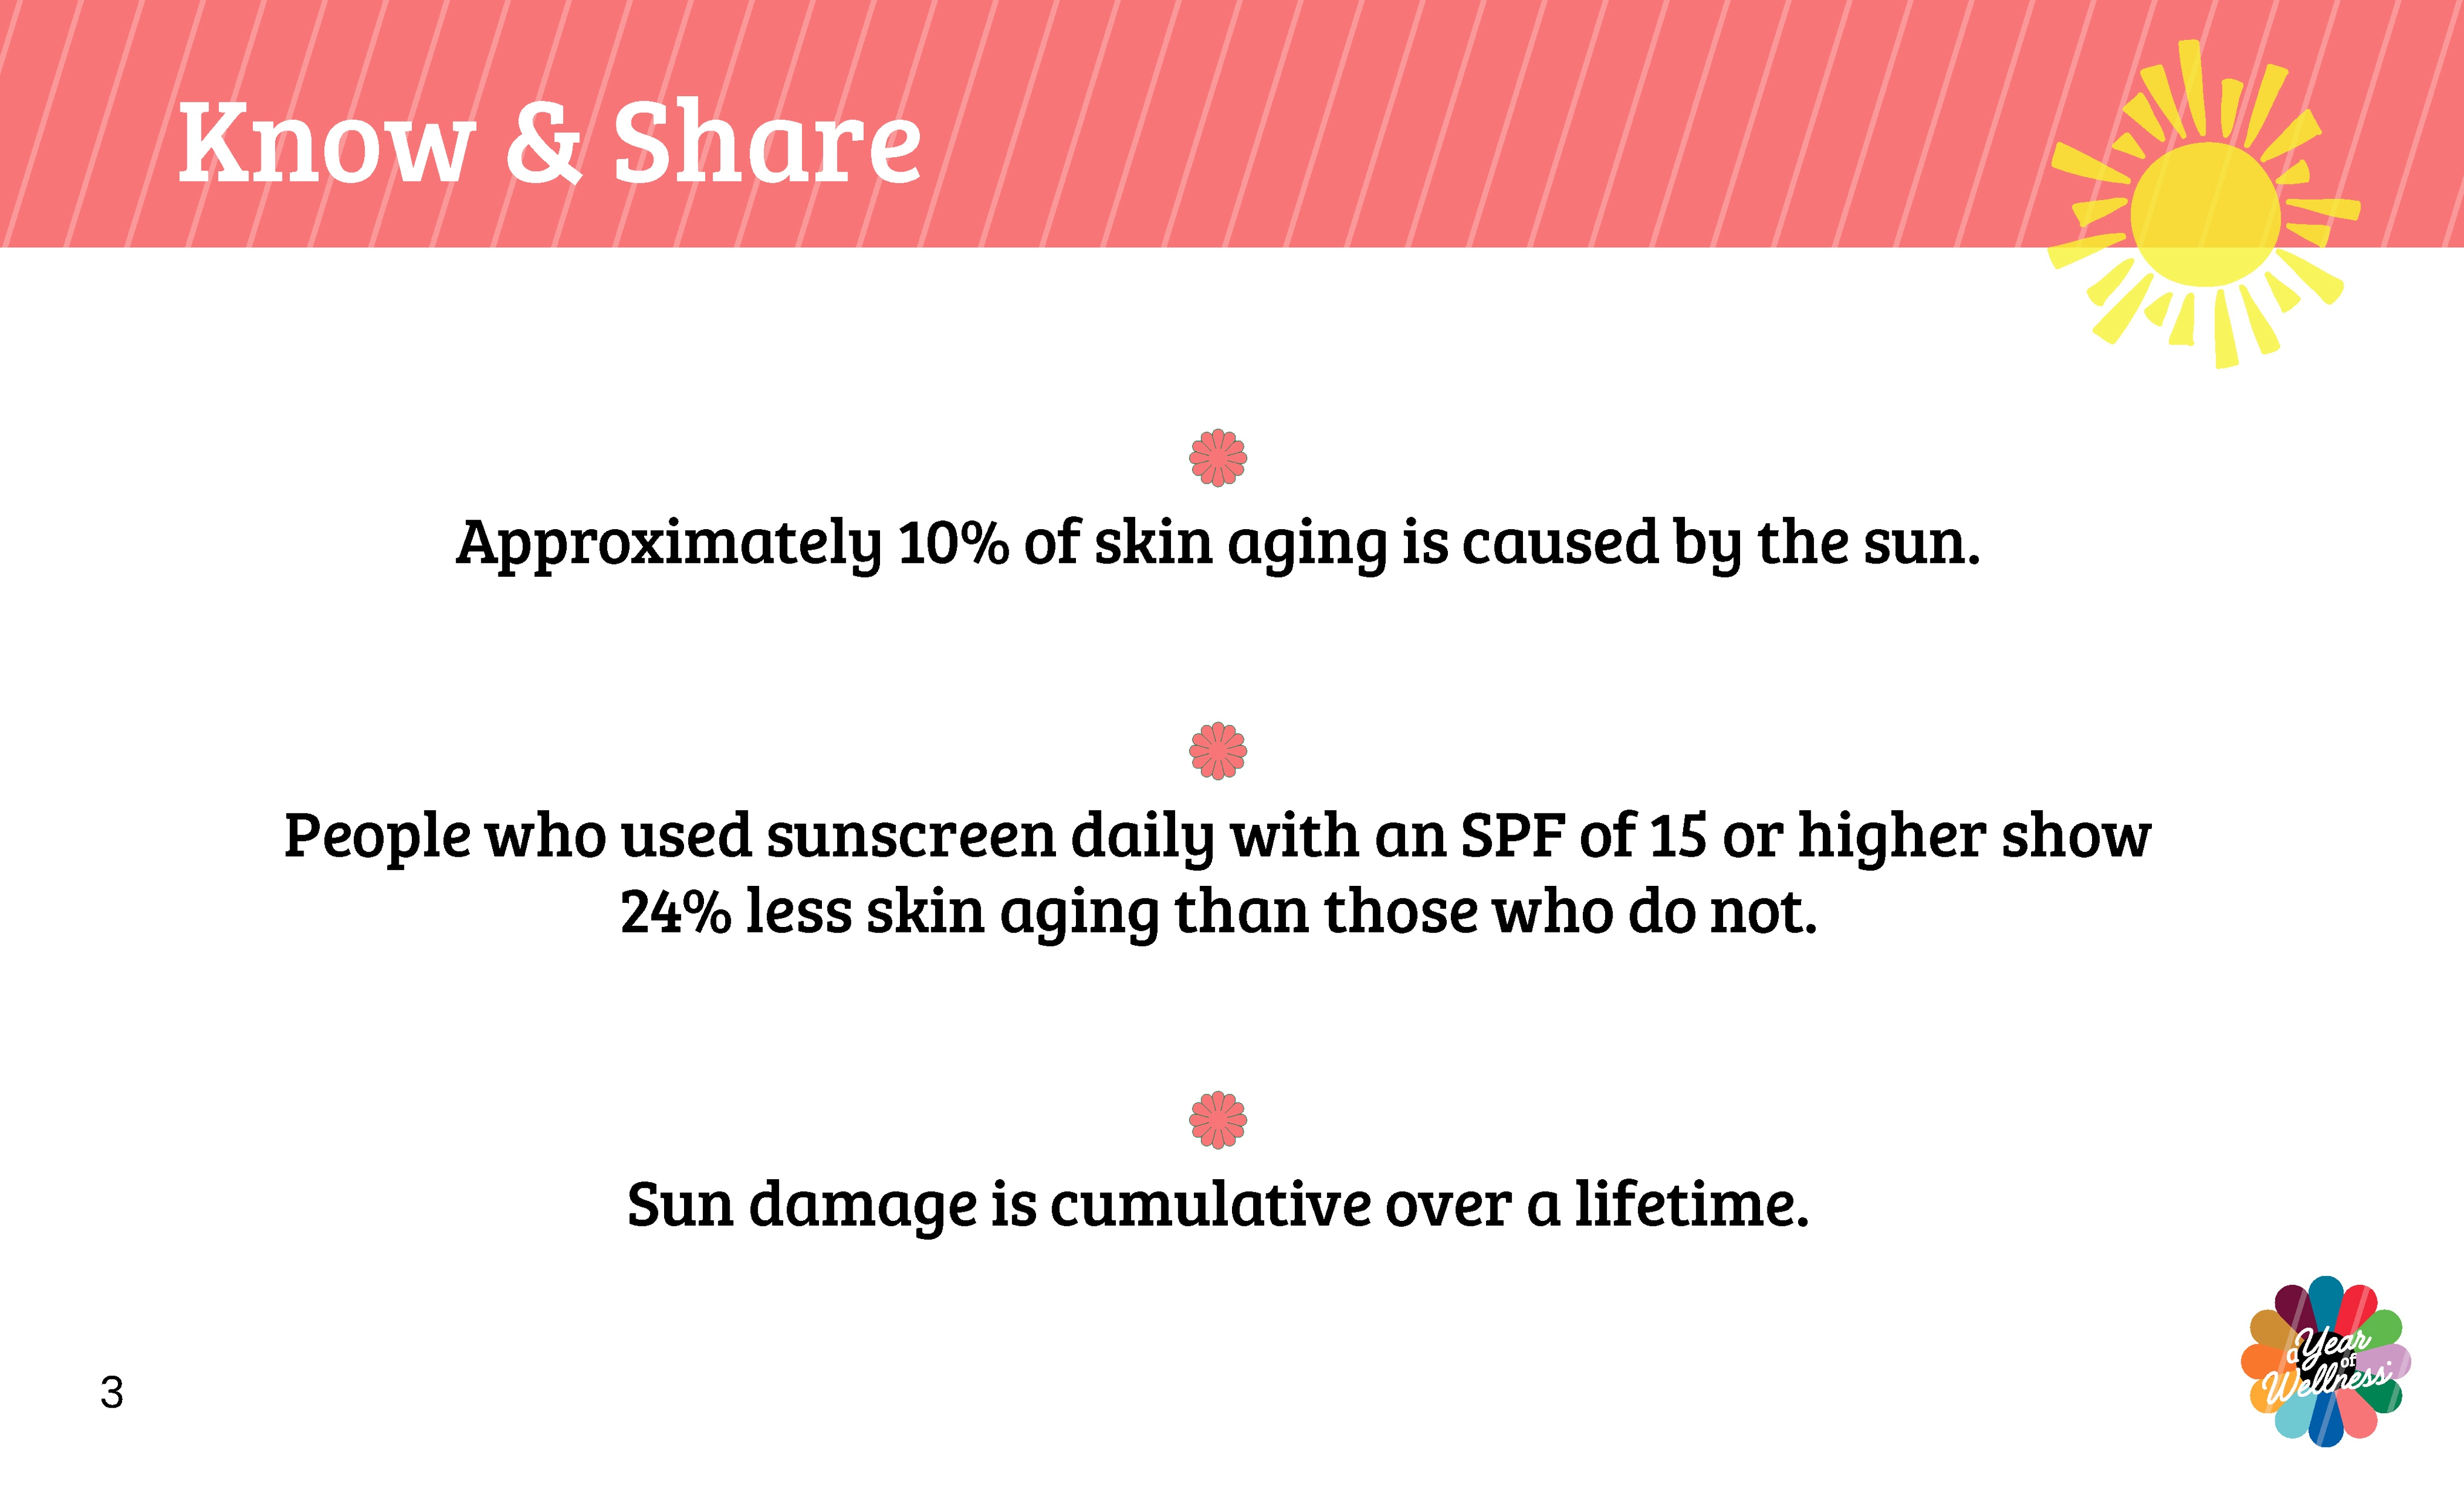 Know & Share
Approximately 10% of skin aging is caused by the sun.
People who used sunscreen daily with an SPF of 15 or higher show
24% less skin aging than those who do not.
Sun damage is cumulative over a lifetime.
3
a Year
of
Wellness